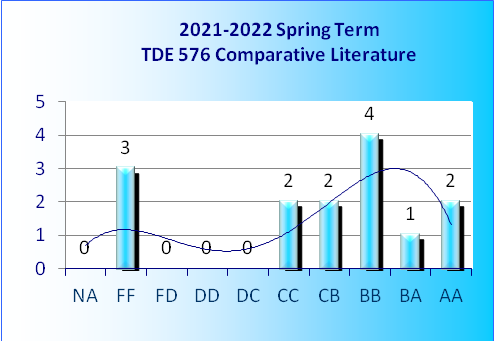 2021-2022 Spring Term
TDE 576 Comparative Literature
5
4
3
2
1
0
0 3 0 0 0 2 2 4 1 2
NA FF FD DD DC CC CB BB BA AA